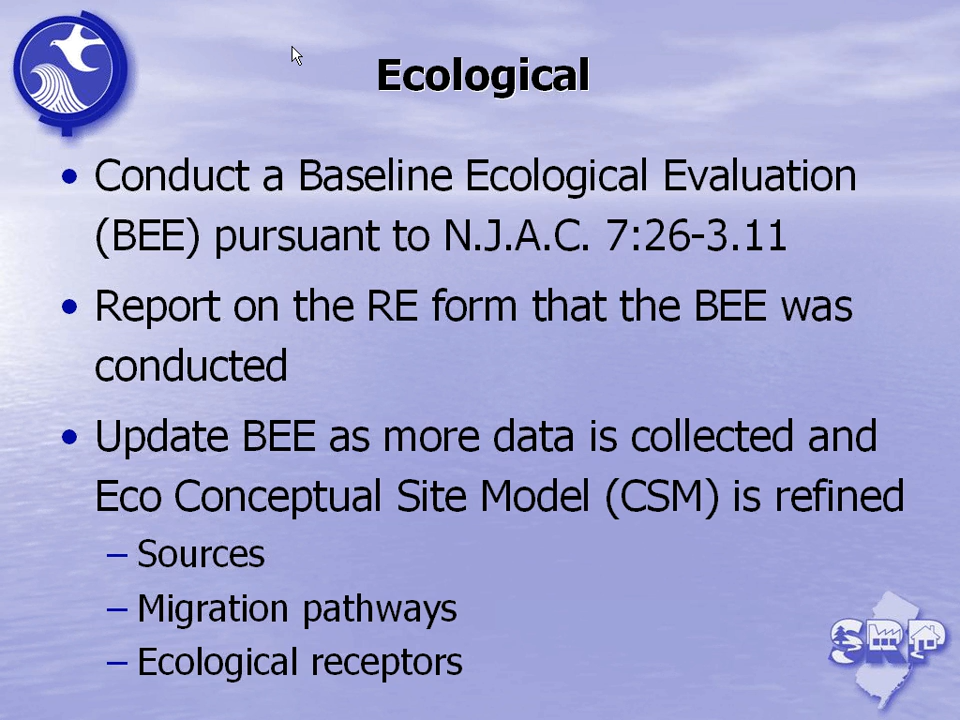 Ecological
• Conduct a Baseline Ecological Evaluation
(BEE) pursuant to N.J.A.C. 7:26-3.11
• Report on the RE form that the BEE was
conducted
• Update BEE as more data is collected and
Eco Conceptual Site Model (CSM) is refined
– Sources
– Migration pathways
– Ecological receptors
SRP